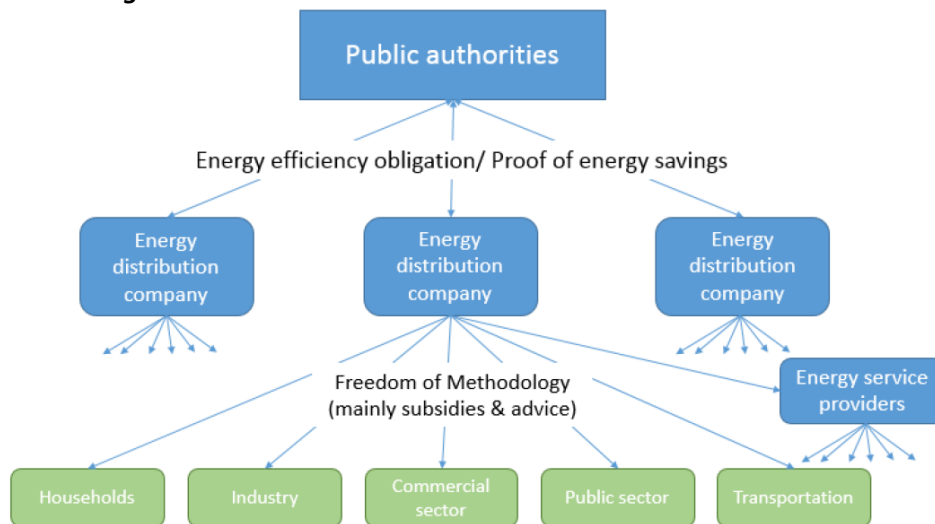 Public authorities
Energy efficiency obligation/ Proof of energy savings
Energy
distribution
company
Energy
distribution
company
Energy
distribution
company
Freedom of Methodology
(mainly subsidies & advice)
Energy service
providers
Households
Industry
Commercial
sector
Public sector
Transportation